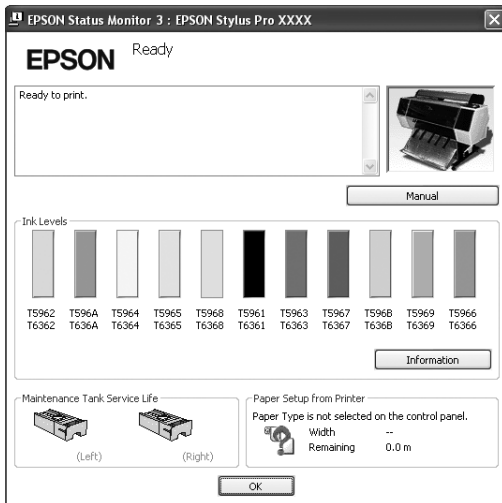 EPSON Status Monitor 3 : EPSON Stylus Pro XXXX
EPSON Ready
Ready to print.
Manual
Ink Levels
T5962 T596A T5964 T5965 T5968 T5961 T5963 T5967 T596B T5969 T5966
T6362 T636A T6364 T6365 T6368 T6361 T6363 T6367 T636B T6369 T6366
Information
Maintenance Tank Service Life
(Left) (Right)
Paper Setup from Printer
Paper Type is not selected on the control panel.
Width --
Remaining 0.0 m
OK